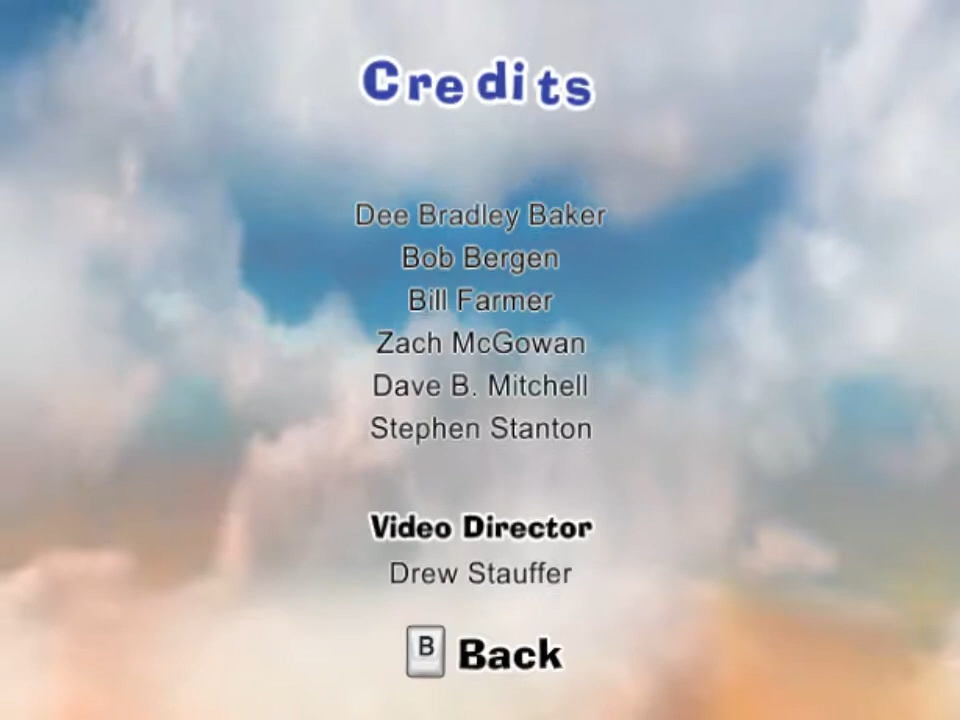 Credits
Dee Bradley Baker
Bob Bergen
Bill Farmer
Zach McGowan
Dave B. Mitchell
Stephen Stanton
Video Director
Drew Stauffer
B Back